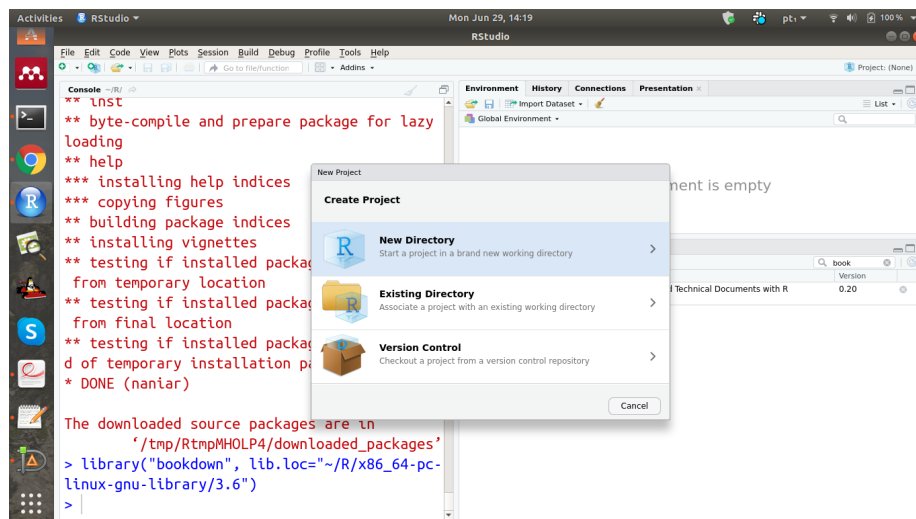 Activities RStudio Mon Jun 29, 14:19 pt₁ 100 %
RStudio
File Edit Code View Plots Session Build Debug Profile Tools Help
Go to file/function Addins Project: (None)
Console ~/R/
** inst
** byte-compile and prepare package for lazy
loading
** help
*** installing help indices
*** copying figures
** building package indices
** installing vignettes
** testing if installed packag
from temporary location
** testing if installed packag
from final location
** testing if installed packag
d of temporary installation pa
* DONE (naniar)
The downloaded source packages are in
‘/tmp/RtmpMHOLP4/downloaded_packages’
> library("bookdown", lib.loc="~/R/x86_64-pc-
linux-gnu-library/3.6")
>
Environment History Connections Presentation
Import Dataset List
Global Environment
ment is empty
book
Version
d Technical Documents with R 0.20
New Project
Create Project
New Directory
Start a project in a brand new working directory
Existing Directory
Associate a project with an existing working directory
Version Control
Checkout a project from a version control repository
Cancel